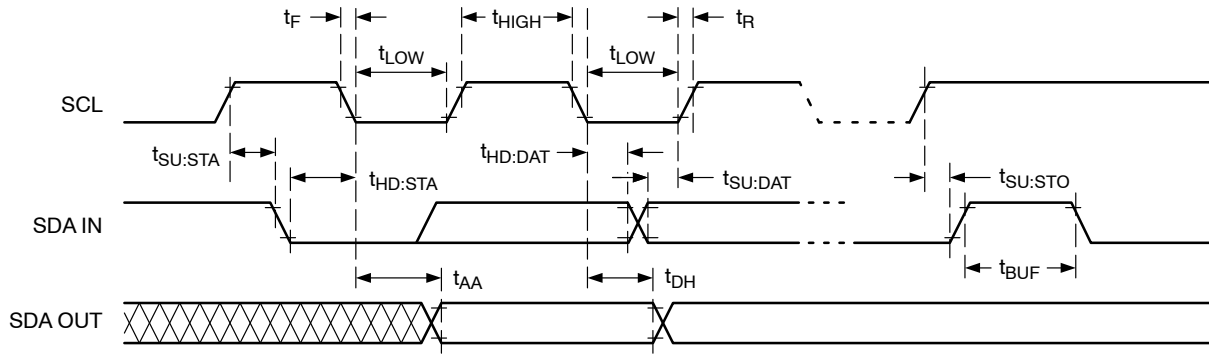 tF
tHIGH
tR
tLOW
tLOW
SCL
tSU:STA
tHD:STA
tHD:DAT
tSU:DAT
tSU:STO
SDA IN
tAA
tDH
tBUF
SDA OUT